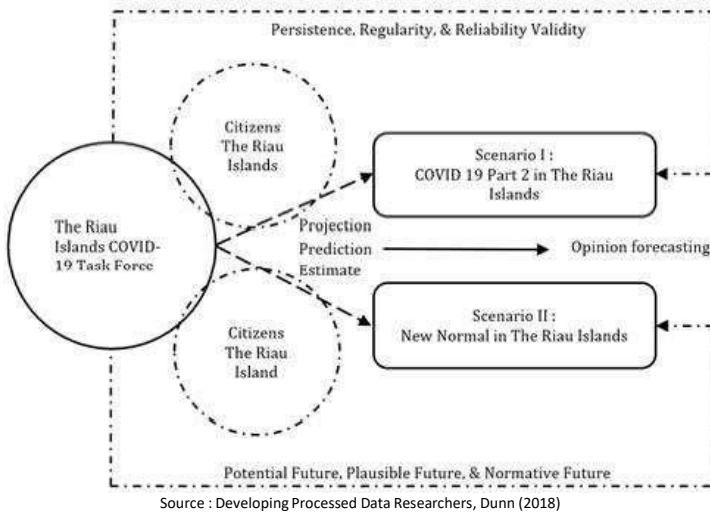 Persistence, Regularity, & Reliability Validity
Citizens
The Riau
Islands
Scenario I :
COVID 19 Part 2 in The Riau
Islands
The Riau
Islands COVID-
19 Task Force
Projection
Prediction
Estimate
Opinion forecasting
Scenario II :
New Normal in The Riau Islands
Citizens
The Riau
Island
Potential Future, Plausible Future, & Normative Future
Source : Developing Processed Data Researchers, Dunn (2018)